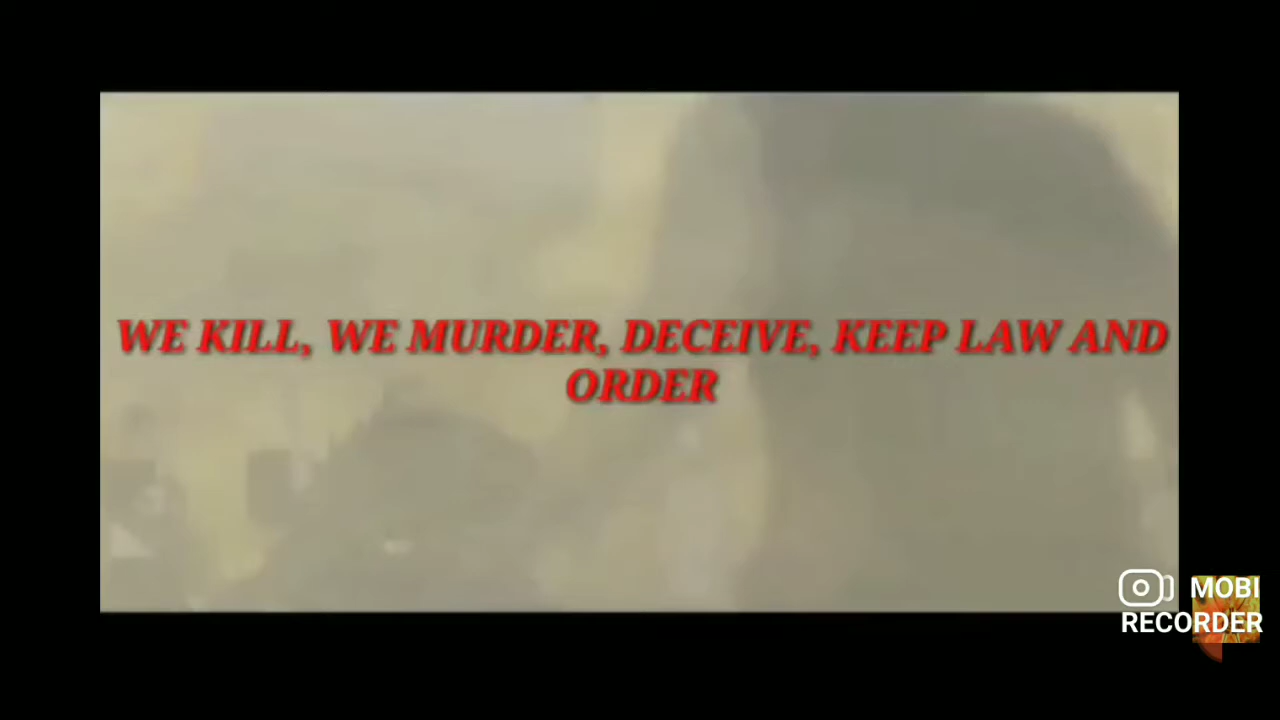 WE KILL, WE MURDER, DECEIVE, KEEP LAW AND
ORDER
MOBI
RECORDER